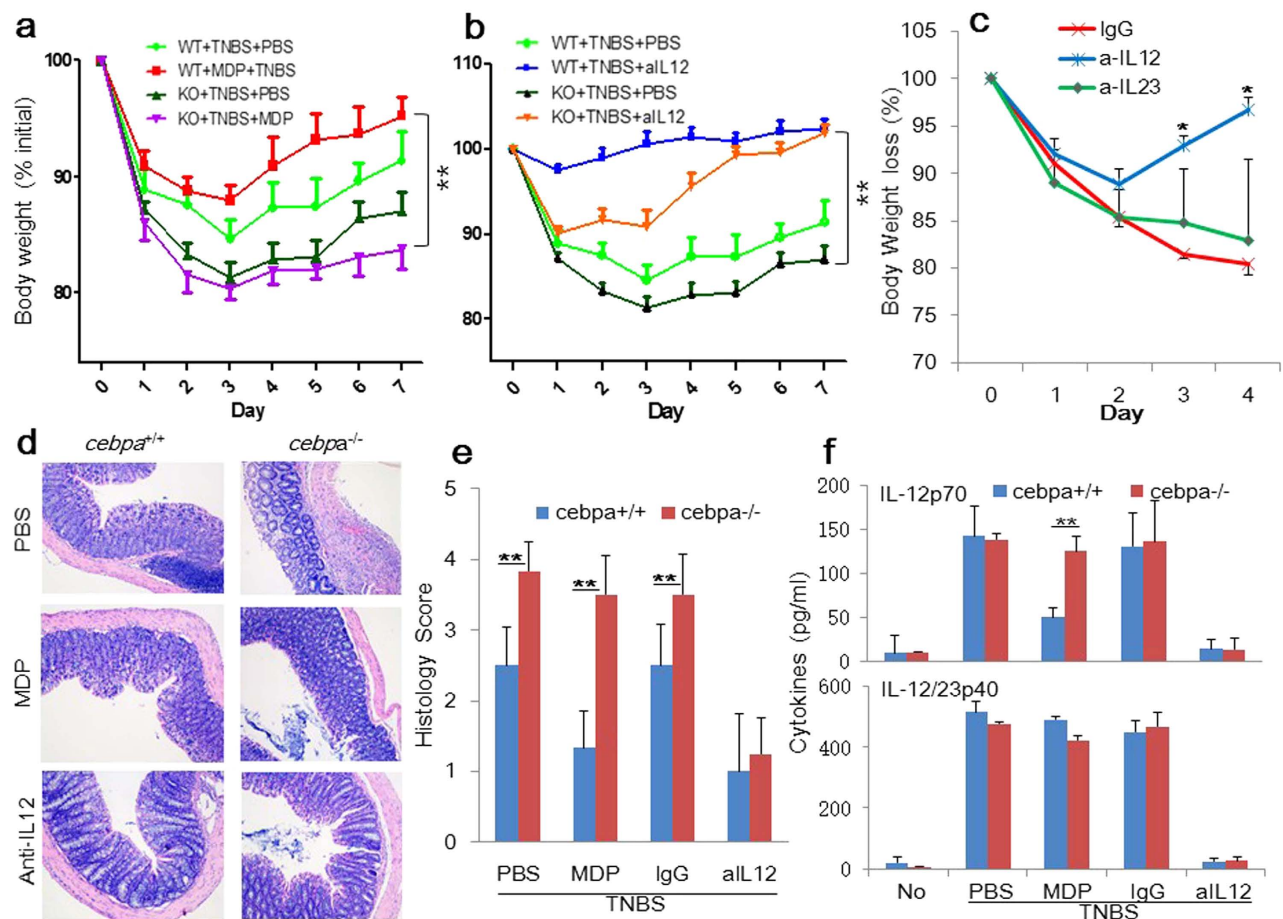 a
WT+TNBS+PBS
WT+MDP+TNBS
KO+TNBS+PBS
KO+TNBS+MDP
Body weight (% initial)
100
90
80
**
0 1 2 3 4 5 6 7
Day
b
WT+TNBS+PBS
WT+TNBS+aIL12
KO+TNBS+PBS
KO+TNBS+aIL12
110
100
90
80
**
0 1 2 3 4 5 6 7
Day
c
IgG
a-IL12
a-IL23
Body Weight loss (%)
105
100
95
90
85
80
75
70
* *
0 1 2 3 4
Day
d
cebpa+/+ cebpa-/-
PBS
MDP
Anti-IL12
e
cebpa+/+ cebpa-/-
Histology Score
5
4
3
2
1
0
** ** **
PBS MDP IgG aIL12
TNBS
f
IL-12p70 cebpa+/+ cebpa-/-
Cytokines (pg/ml)
200
150
100
50
0
**
IL-12/23p40
600
400
200
0
No PBS MDP IgG aIL12
TNBS